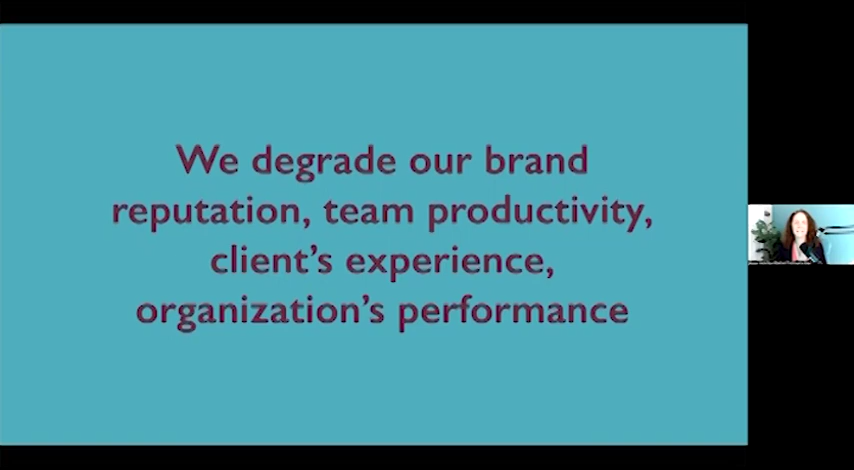 We degrade our brand
reputation, team productivity,
client’s experience,
organization’s performance